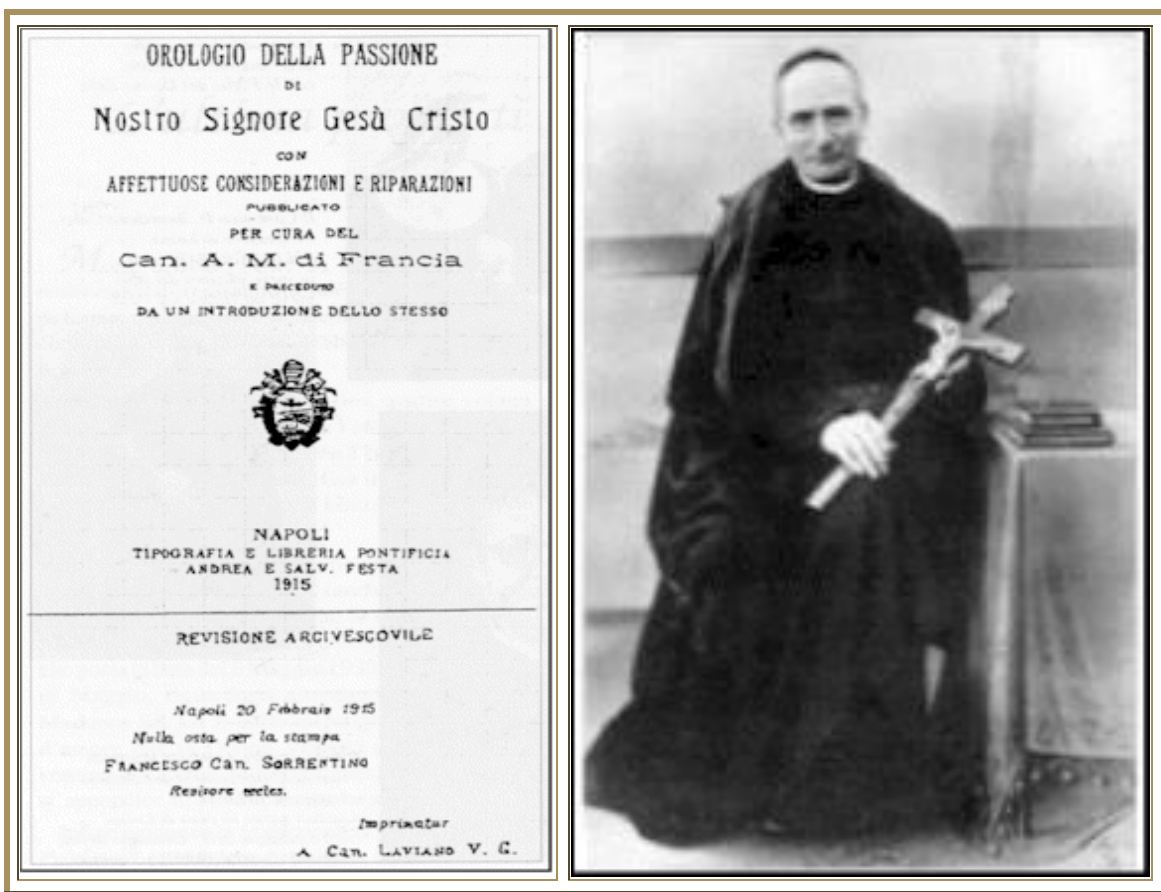 OROLOGIO DELLA PASSIONE
DI
Nostro Signore Gesù Cristo
CON
AFFETTUOSE CONSIDERAZIONI E RIPARAZIONI
PUBBLICATO
PER CURA DEL
Can. A. M. di Francia
E PRECEDUTO
DA UN INTRODUZIONE DELLO STESSO
NAPOLI
TIPOGRAFIA E LIBRERIA PONTIFICIA
ANDREA E SALV. FESTA
1915
REVISIONE ARCIVESCOVILE
Napoli 20 Febbraio 1915
Nulla osta per la stampa
FRANCESCO Can. SORRENTINO
Revisore eccles.
Imprimatur
A Can. LAVIANO V. G.